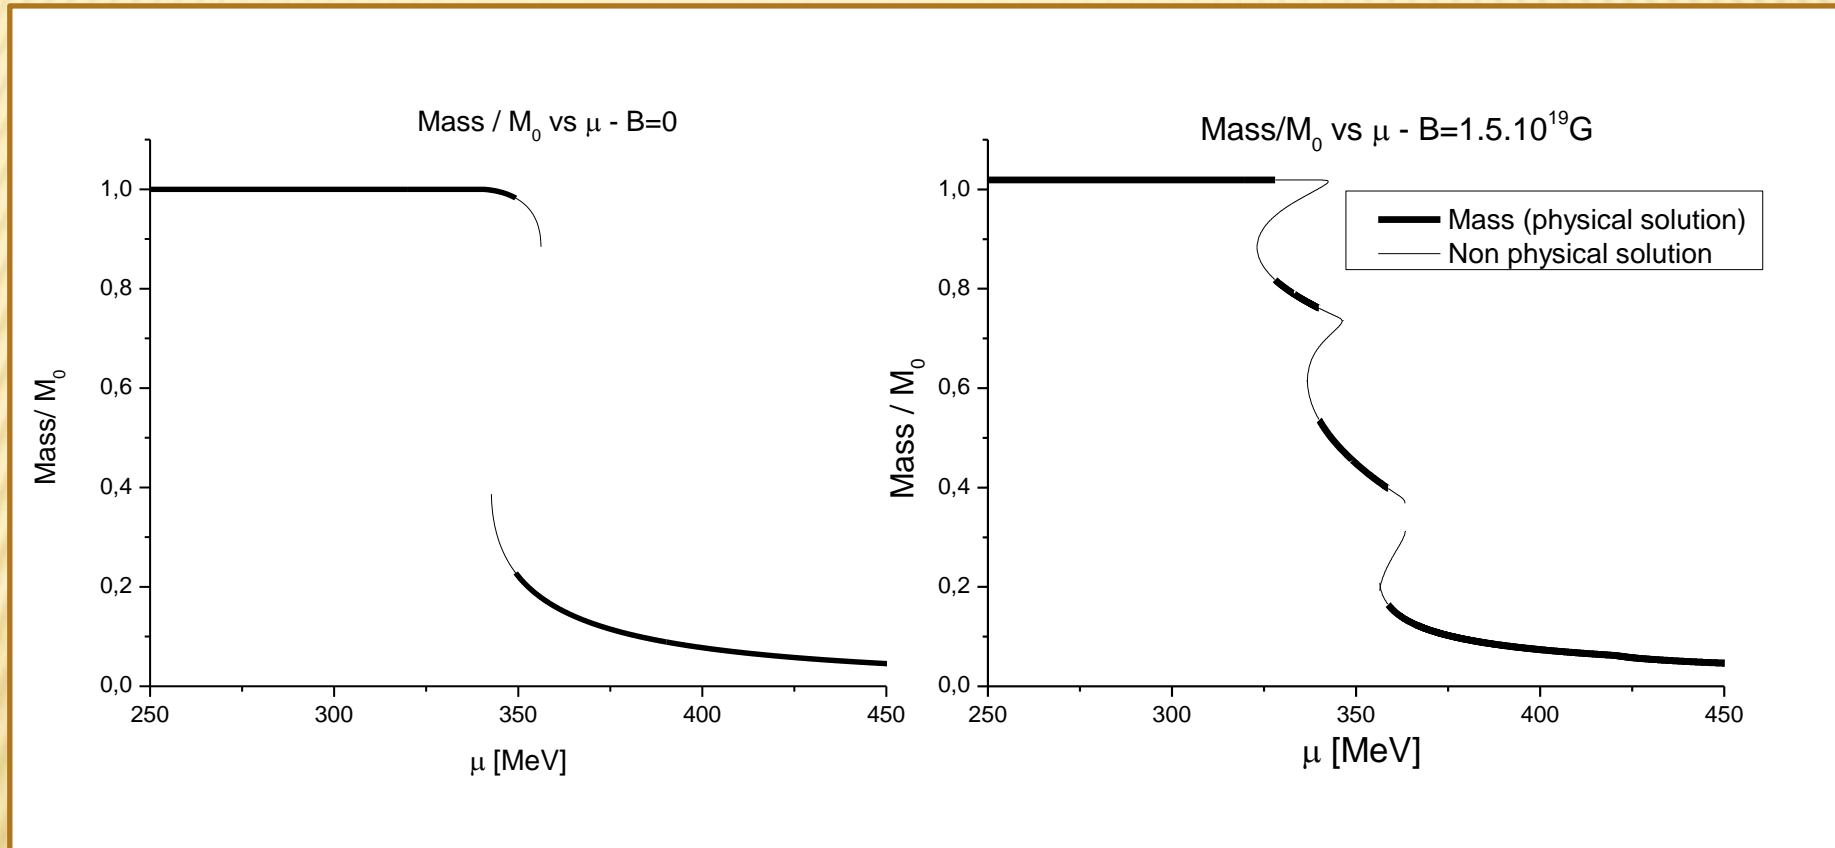 Mass / M₀ vs μ - B=0
1,0
0,8
0,6
0,4
0,2
0,0
Mass/ M₀
250 300 350 400 450
μ [MeV]
Mass/M₀ vs μ - B=1.5.10¹⁹G
Mass (physical solution)
Non physical solution
1,0
0,8
0,6
0,4
0,2
0,0
Mass / M₀
250 300 350 400 450
μ [MeV]